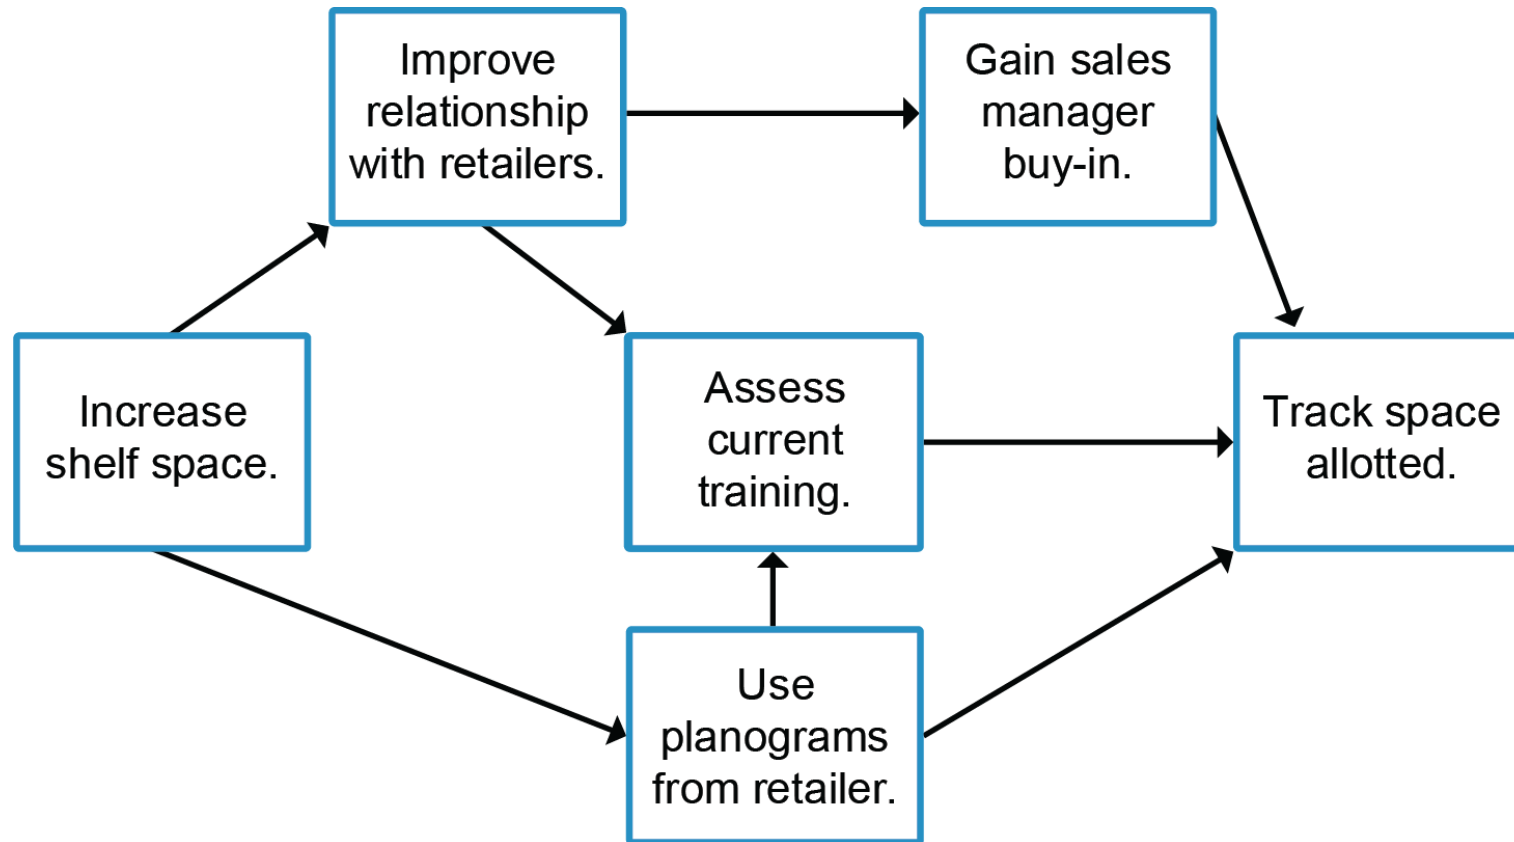 Improve
relationship
with retailers.
Gain sales
manager
buy-in.
Increase
shelf space.
Assess
current
training.
Track space
allotted.
Use
planograms
from retailer.